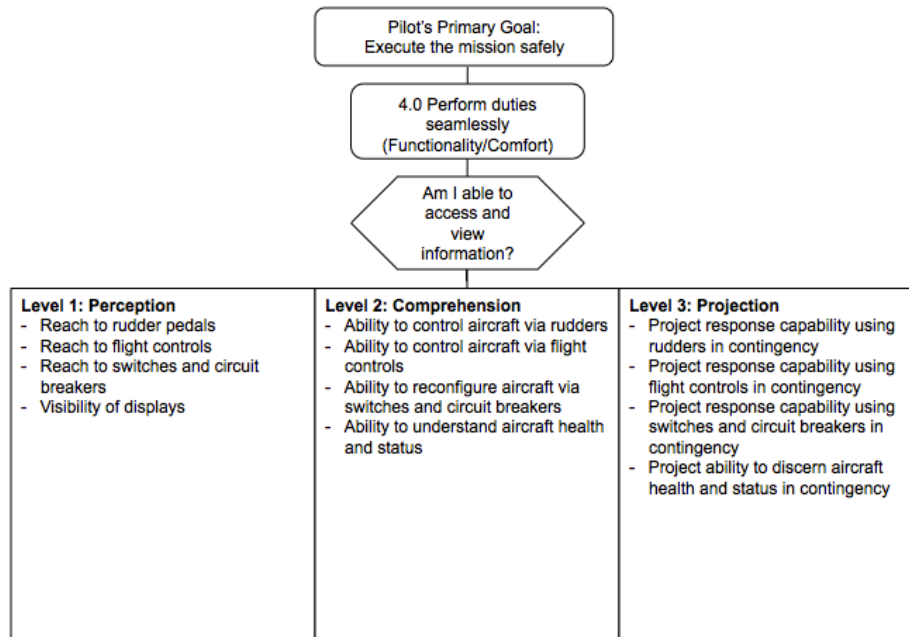 Pilot's Primary Goal:
Execute the mission safely
4.0 Perform duties
seamlessly
(Functionality/Comfort)
Am I able to
access and
view
information?
Level 1: Perception
- Reach to rudder pedals
- Reach to flight controls
- Reach to switches and circuit
breakers
- Visibility of displays
Level 2: Comprehension
- Ability to control aircraft via rudders
- Ability to control aircraft via flight
controls
- Ability to reconfigure aircraft via
switches and circuit breakers
- Ability to understand aircraft health
and status
Level 3: Projection
- Project response capability using
rudders in contingency
- Project response capability using
flight controls in contingency
- Project response capability using
switches and circuit breakers in
contingency
- Project ability to discern aircraft
health and status in contingency